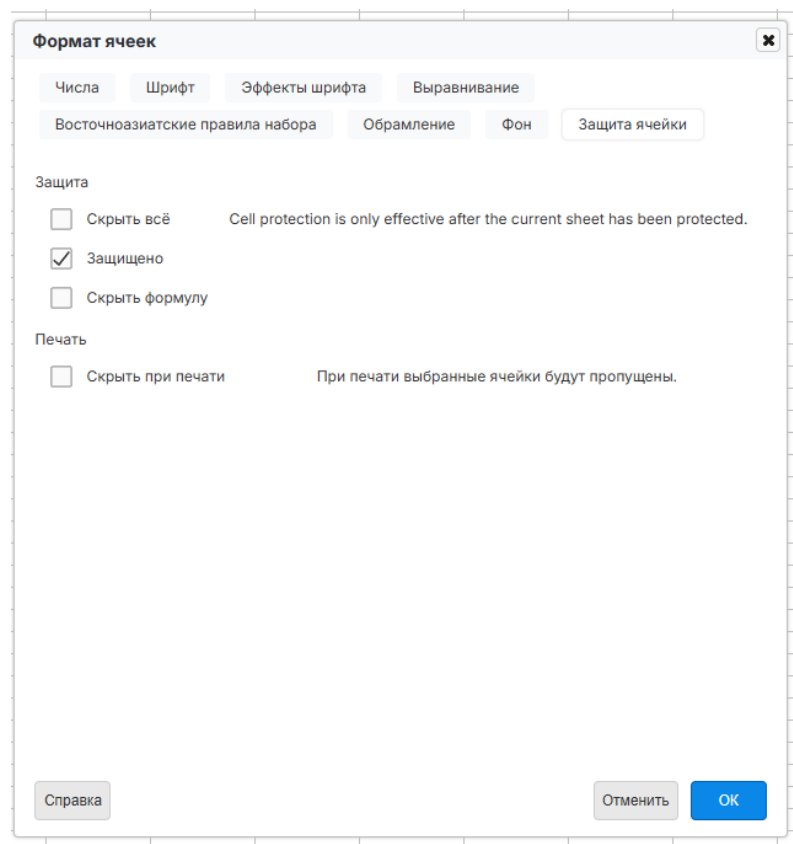 Формат ячеек
Числа Шрифт Эффекты шрифта Выравнивание
Восточноазиатские правила набора Обрамление Фон Защита ячейки
Защита
Скрыть всё Cell protection is only effective after the current sheet has been protected.
Защищено
Скрыть формулу
Печать
Скрыть при печати При печати выбранные ячейки будут пропущены.
Справка Отменить ОК